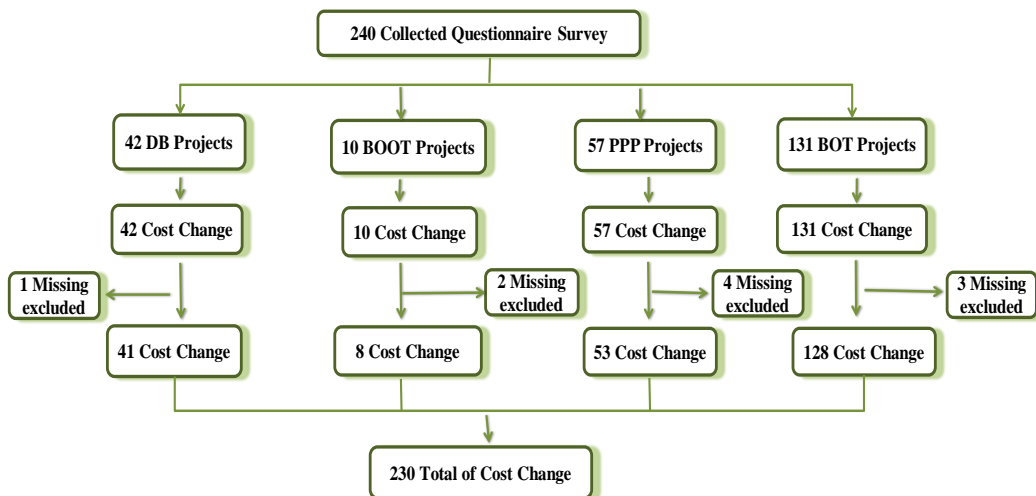 240 Collected Questionnaire Survey
42 DB Projects
10 BOOT Projects
57 PPP Projects
131 BOT Projects
42 Cost Change
10 Cost Change
57 Cost Change
131 Cost Change
1 Missing
excluded
2 Missing
excluded
4 Missing
excluded
3 Missing
excluded
41 Cost Change
8 Cost Change
53 Cost Change
128 Cost Change
230 Total of Cost Change